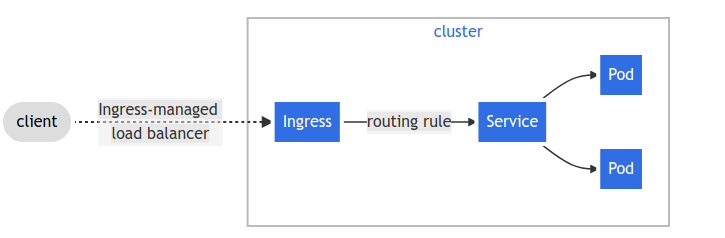 cluster
Pod
client
Ingress-managed
load balancer
Ingress
routing rule
Service
Pod